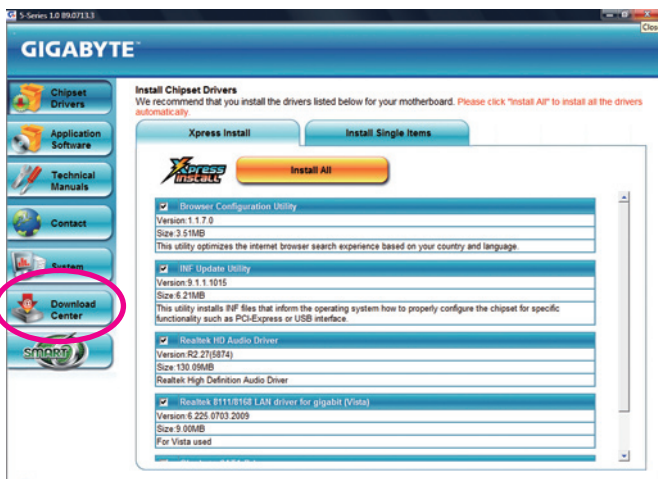 5-Series 1.0 B9.0713.1
Close
GIGABYTE™
Chipset
Drivers
Application
Software
Technical
Manuals
Contact
System
Download
Center
SMART
Install Chipset Drivers
We recommend that you install the drivers listed below for your motherboard. Please click "Install All" to install all the drivers
automatically.
Xpress Install
Install Single Items
Xpress
INSTALL
Install All
Browser Configuration Utility
Version:1.1.7.0
Size:3.51MB
This utility optimizes the internet browser search experience based on your country and language.
INF Update Utility
Version:9.1.1.1015
Size:6.21MB
This utility installs INF files that inform the operating system how to properly configure the chipset for specific
functionality such as PCI-Express or USB interface.
Realtek HD Audio Driver
Version:R2.27(5874)
Size:130.09MB
Realtek High Definition Audio Driver
Realtek 8111/8168 LAN driver for gigabit (Vista)
Version:6.225.0703.2009
Size:9.00MB
For Vista used